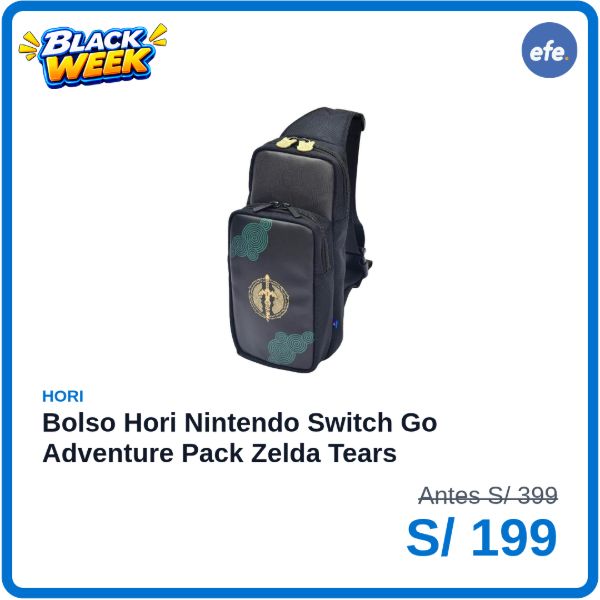 BLACK
WEEK
efe.
HORI
Bolso Hori Nintendo Switch Go
Adventure Pack Zelda Tears
Antes S/ 399
S/ 199